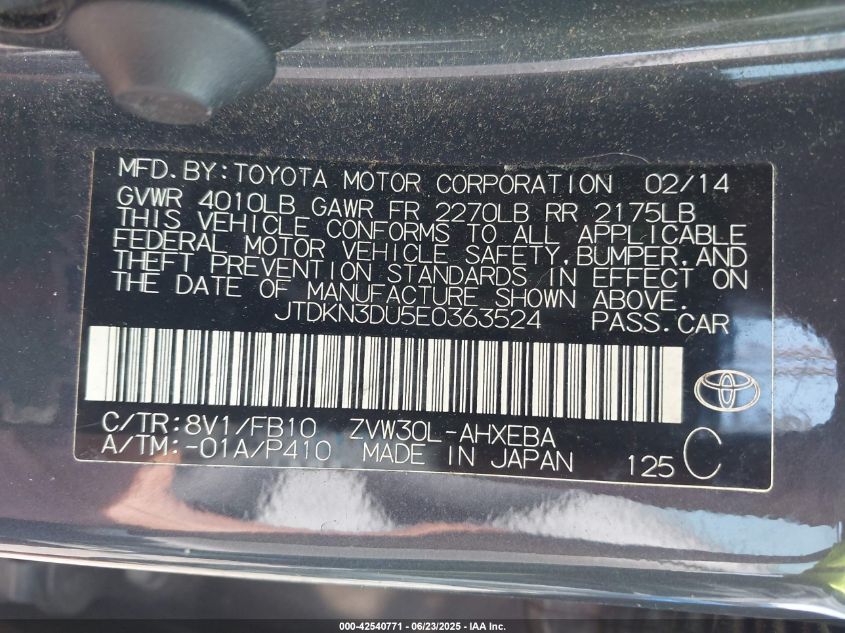 MFD.BY:TOYOTA MOTOR CORPORATION 02/14
GVWR 4010LB GAWR FR 2270LB RR 2175LB
THIS VEHICLE CONFORMS TO ALL APPLICABLE
FEDERAL MOTOR VEHICLE SAFETY,BUMPER,AND
THEFT PREVENTION STANDARDS IN EFFECT ON
THE DATE OF MANUFACTURE SHOWN ABOVE.
JTDKN3DU5E0363524 PASS.CAR
C/TR:8V1/FB10 ZVW30L-AHXEBA
A/TM:-01A/P410 MADE IN JAPAN 125 C
000-42540771 - 06/23/2025 - IAA Inc.